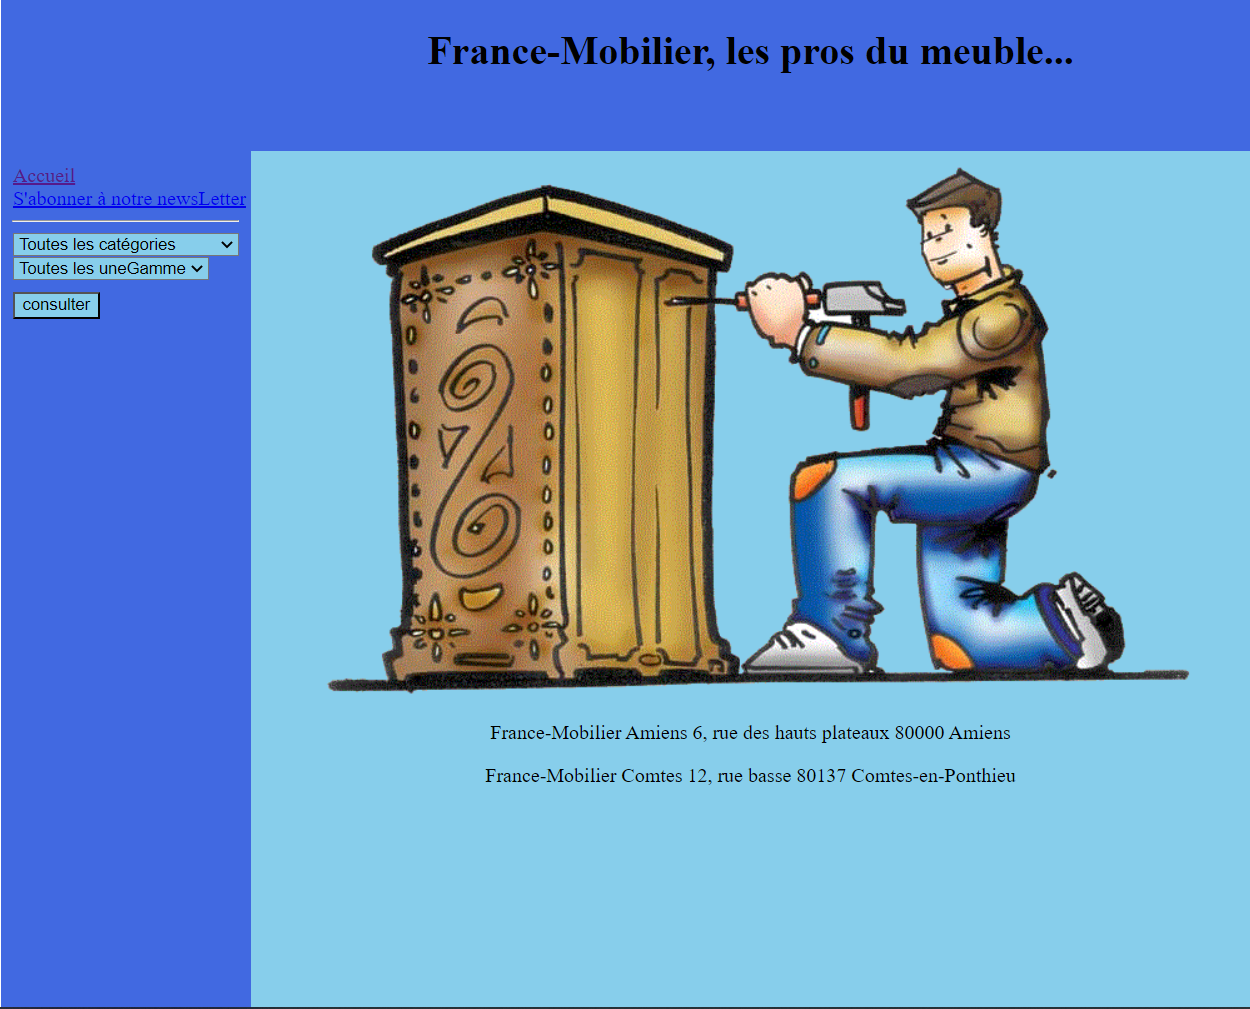 France-Mobilier, les pros du meuble...
Accueil
S'abonner à notre newsLetter
Toutes les catégories
Toutes les uneGamme
consulter
France-Mobilier Amiens 6, rue des hauts plateaux 80000 Amiens
France-Mobilier Comtes 12, rue basse 80137 Comtes-en-Ponthieu